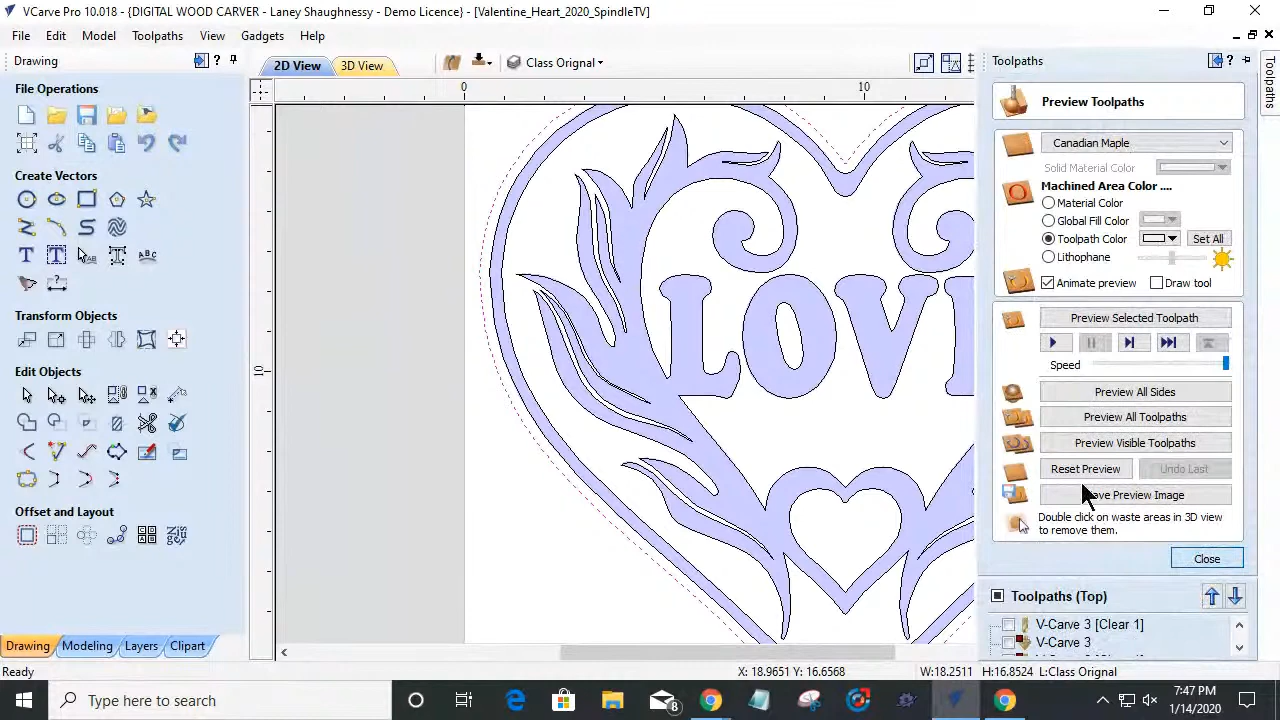 VCarve Pro 10.018 - {DIGITAL WOOD CARVER - Laney Shaughnessy - Demo Licence} - [Valentine_Heart_2020_SpindleTV]
File Edit Model Toolpaths View Gadgets Help
Drawing
File Operations
Create Vectors
Transform Objects
Edit Objects
Offset and Layout
Drawing Modeling Layers Clipart
2D View 3D View Class Orignal
0 10
10
LOV
Toolpaths
Toolpaths
Preview Toolpaths
Canadian Maple
Solid Material Color
Machined Area Color ....
Material Color
Global Fill Color
Toolpath Color Set All
Lithophane
Animate preview Draw tool
Preview Selected Toolpath
Speed
Preview All Sides
Preview All Toolpaths
Preview Visible Toolpaths
Reset Preview Undo Last
Preview Image
Double click on waste areas in 3D view
to remove them.
Close
Toolpaths (Top)
V-Carve 3 [Clear 1]
V-Carve 3
Ready X: 18.9651 Y: 16.6568 W:18.2511 H:16.8524 L:Class Orignal
Type here to search 8 7:47 PM
1/14/2020